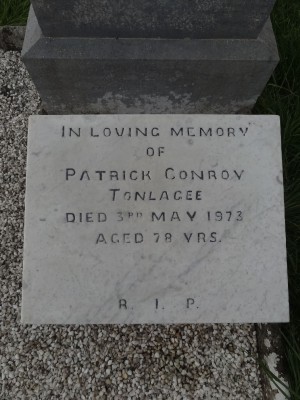 IN LOVING MEMORY
OF
PATRICK CONROY
TONLAGEE
DIED 3RD MAY 1973
AGED 78 YRS.
R. I. P.